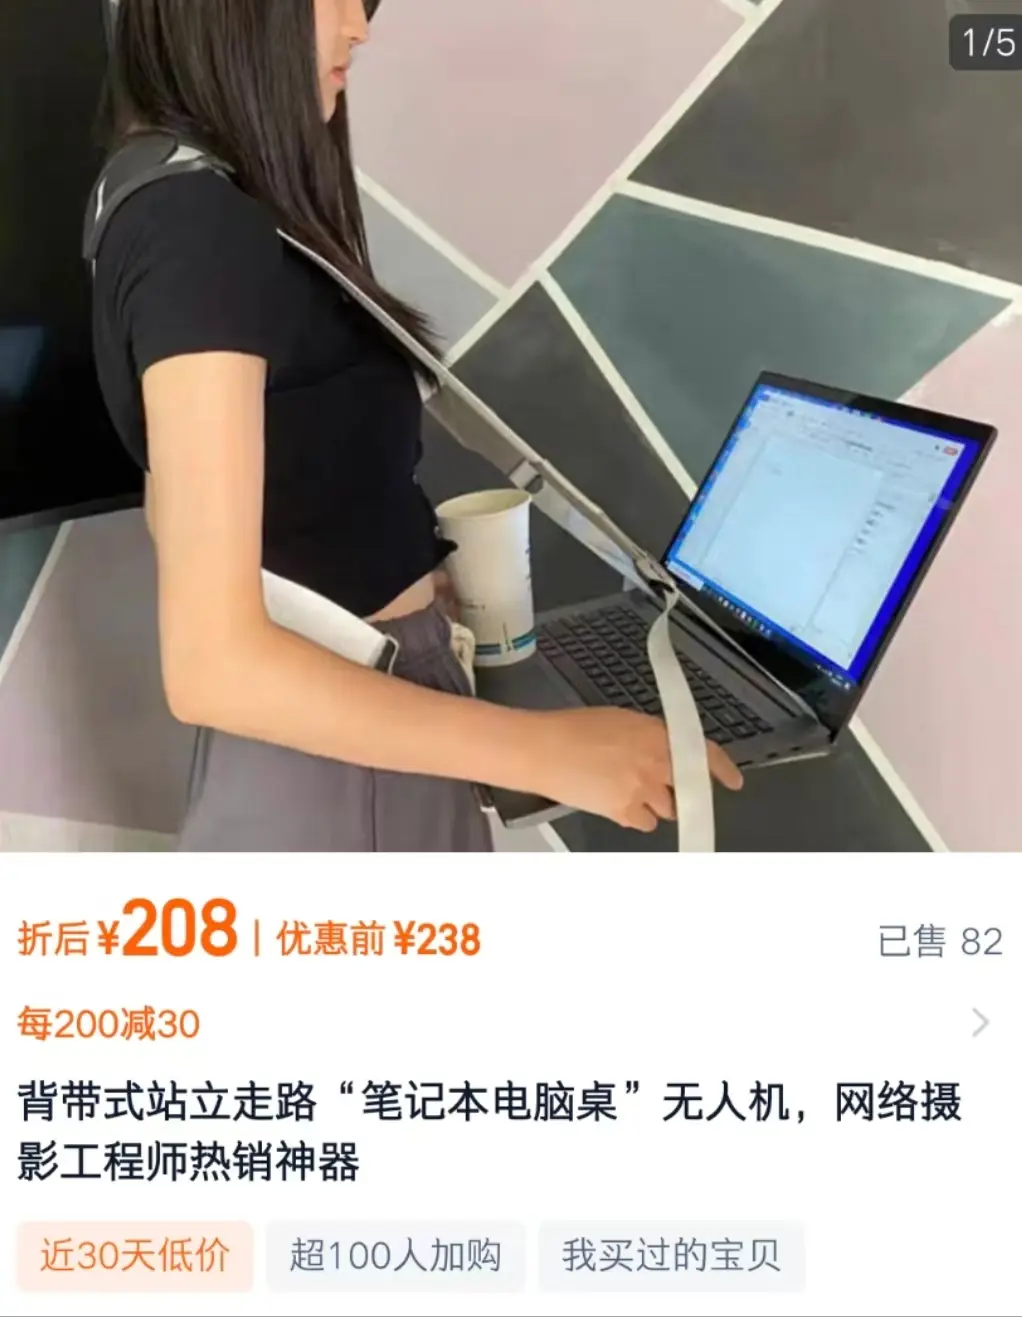 1/5
折后¥208 | 优惠前¥238
已售 82
每200减30
背带式站立走路“笔记本电脑桌”无人机，网络摄
影工程师热销神器
近30天低价
超100人加购
我买过的宝贝